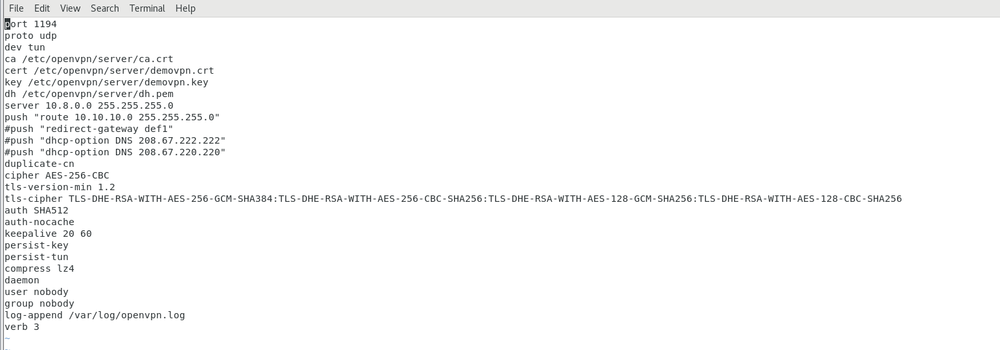 File Edit View Search Terminal Help
port 1194
proto udp
dev tun
ca /etc/openvpn/server/ca.crt
cert /etc/openvpn/server/demovpn.crt
key /etc/openvpn/server/demovpn.key
dh /etc/openvpn/server/dh.pem
server 10.8.0.0 255.255.255.0
push "route 10.10.10.0 255.255.255.0"
#push "redirect-gateway def1"
#push "dhcp-option DNS 208.67.222.222"
#push "dhcp-option DNS 208.67.220.220"
duplicate-cn
cipher AES-256-CBC
tls-version-min 1.2
tls-cipher TLS-DHE-RSA-WITH-AES-256-GCM-SHA384:TLS-DHE-RSA-WITH-AES-256-CBC-SHA256:TLS-DHE-RSA-WITH-AES-128-GCM-SHA256:TLS-DHE-RSA-WITH-AES-128-CBC-SHA256
auth SHA512
auth-nocache
keepalive 20 60
persist-key
persist-tun
compress lz4
daemon
user nobody
group nobody
log-append /var/log/openvpn.log
verb 3
~
~